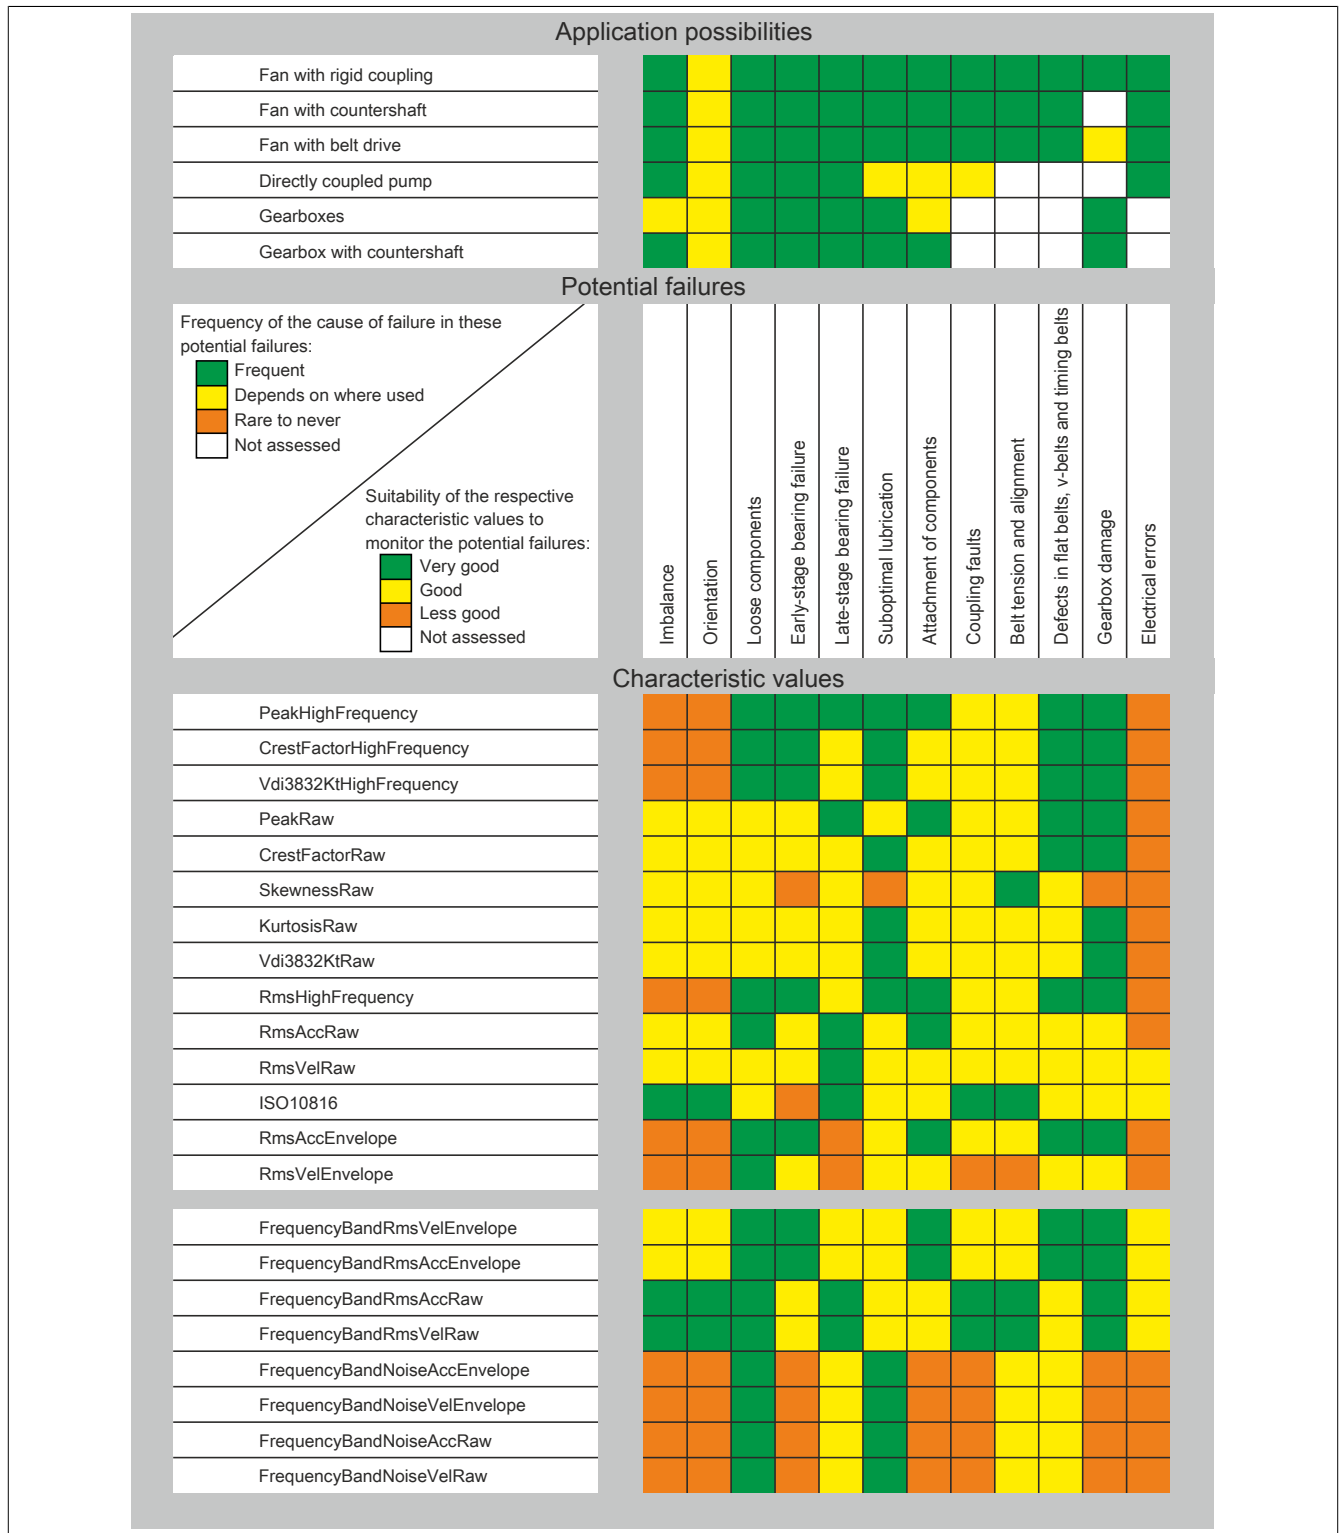 Application possibilities
Fan with rigid coupling
Fan with countershaft
Fan with belt drive
Directly coupled pump
Gearboxes
Gearbox with countershaft
Potential failures
Frequency of the cause of failure in these
potential failures:
Frequent
Depends on where used
Rare to never
Not assessed
Suitability of the respective
characteristic values to
monitor the potential failures:
Very good
Good
Less good
Not assessed
Imbalance
Orientation
Loose components
Early-stage bearing failure
Late-stage bearing failure
Suboptimal lubrication
Attachment of components
Coupling faults
Belt tension and alignment
Defects in flat belts, v-belts and timing belts
Gearbox damage
Electrical errors
Characteristic values
PeakHighFrequency
CrestFactorHighFrequency
Vdi3832KtHighFrequency
PeakRaw
CrestFactorRaw
SkewnessRaw
KurtosisRaw
Vdi3832KtRaw
RmsHighFrequency
RmsAccRaw
RmsVelRaw
ISO10816
RmsAccEnvelope
RmsVelEnvelope
FrequencyBandRmsVelEnvelope
FrequencyBandRmsAccEnvelope
FrequencyBandRmsAccRaw
FrequencyBandRmsVelRaw
FrequencyBandNoiseAccEnvelope
FrequencyBandNoiseVelEnvelope
FrequencyBandNoiseAccRaw
FrequencyBandNoiseVelRaw